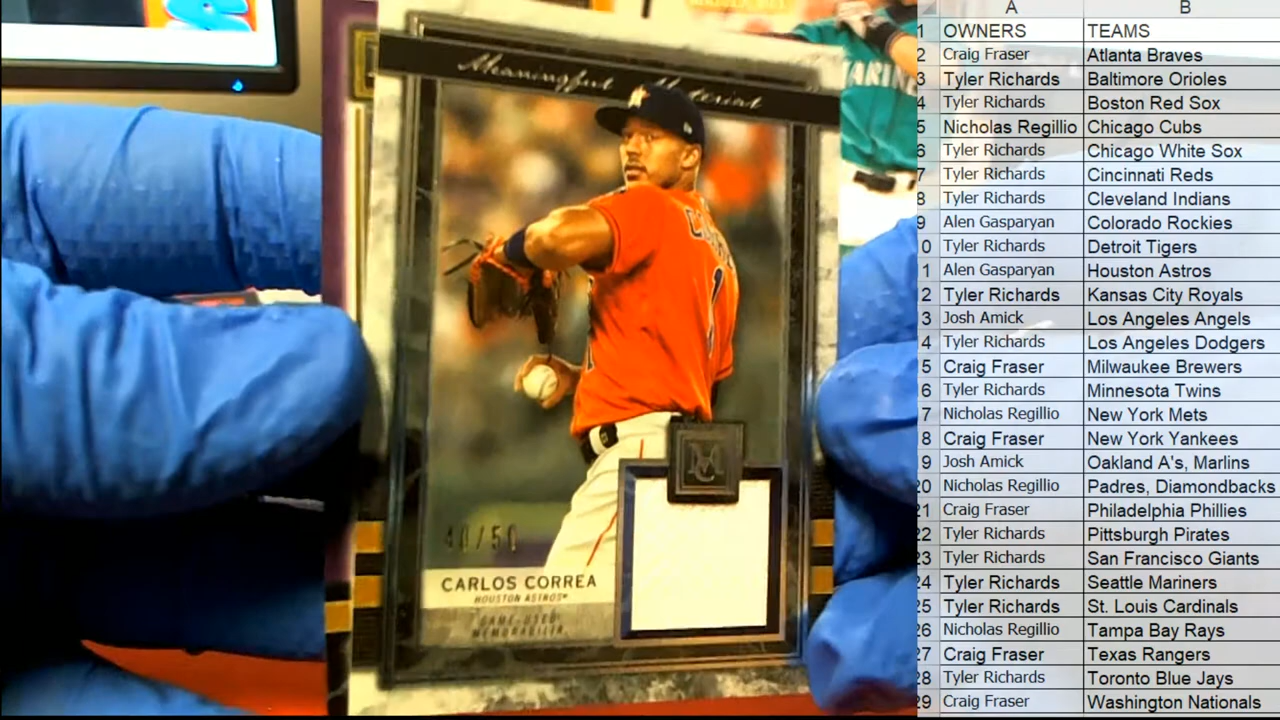 Meaningful Material
CORREA
1
40/50
CARLOS CORREA
HOUSTON ASTROS
GAME-USED
MEMORABILIA
MARIN
A B
1 OWNERS TEAMS
2 Craig Fraser Atlanta Braves
3 Tyler Richards Baltimore Orioles
4 Tyler Richards Boston Red Sox
5 Nicholas Regillio Chicago Cubs
6 Tyler Richards Chicago White Sox
7 Tyler Richards Cincinnati Reds
8 Tyler Richards Cleveland Indians
9 Alen Gasparyan Colorado Rockies
0 Tyler Richards Detroit Tigers
1 Alen Gasparyan Houston Astros
2 Tyler Richards Kansas City Royals
3 Josh Amick Los Angeles Angels
4 Tyler Richards Los Angeles Dodgers
5 Craig Fraser Milwaukee Brewers
6 Tyler Richards Minnesota Twins
7 Nicholas Regillio New York Mets
8 Craig Fraser New York Yankees
9 Josh Amick Oakland A's, Marlins
20 Nicholas Regillio Padres, Diamondbacks
21 Craig Fraser Philadelphia Phillies
22 Tyler Richards Pittsburgh Pirates
23 Tyler Richards San Francisco Giants
24 Tyler Richards Seattle Mariners
25 Tyler Richards St. Louis Cardinals
26 Nicholas Regillio Tampa Bay Rays
27 Craig Fraser Texas Rangers
28 Tyler Richards Toronto Blue Jays
29 Craig Fraser Washington Nationals